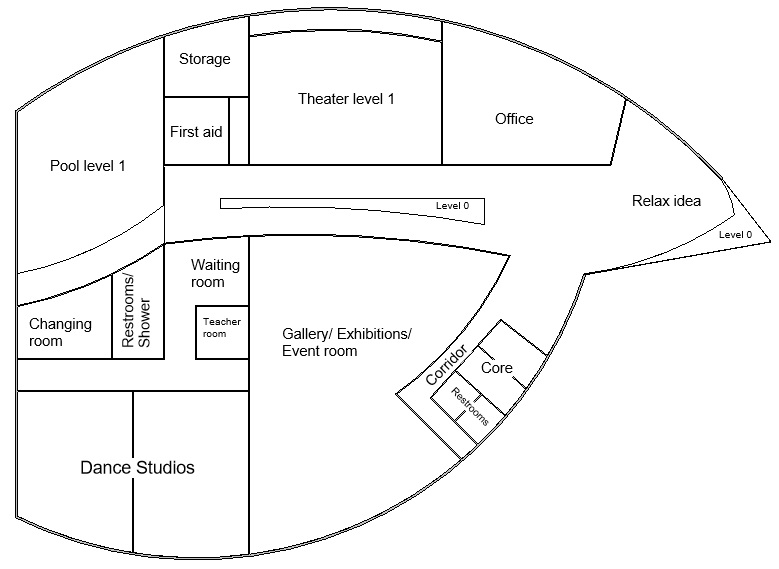 Storage
Theater level 1
Office
First aid
Pool level 1
Relax idea
Level 0
Level 0
Waiting
room
Restrooms/
Shower
Changing
room
Teacher
room
Gallery/ Exhibitions/
Event room
Corridor
Core
Restrooms
Dance Studios